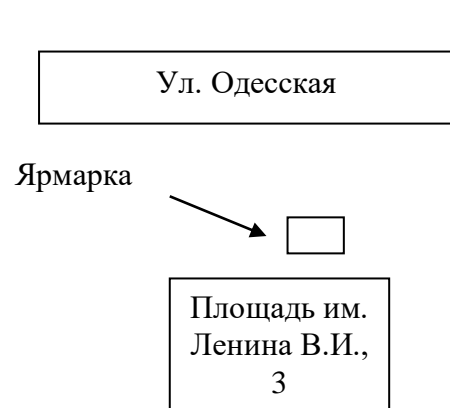 Ул. Одесская
Ярмарка
Площадь им.
Ленина В.И.,
3